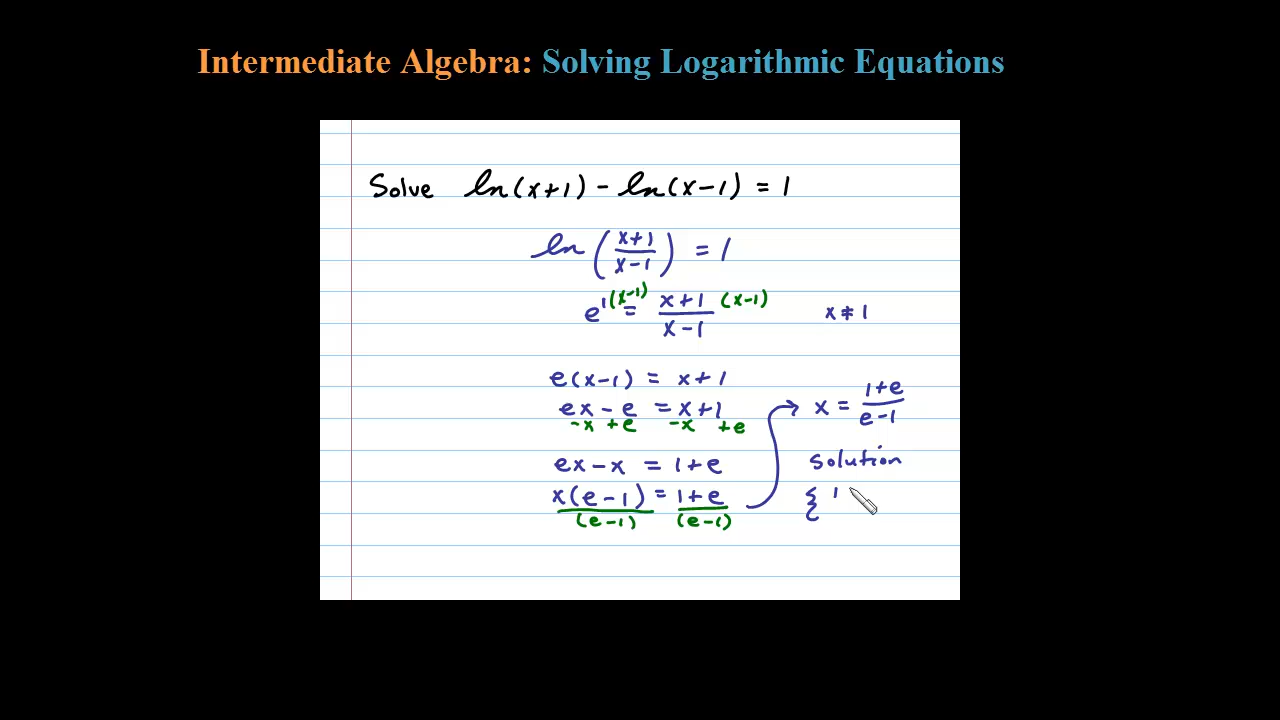 Intermediate Algebra: Solving Logarithmic Equations
Solve ln(x+1) - ln(x-1) = 1
ln((x+1)/(x-1)) = 1
e^1 (x-1) = (x+1)/(x-1) (x-1)
x ≠ 1
e(x-1) = x+1
ex - e = x+1
-x +e -x +e
ex - x = 1+e
x(e-1) = 1+e
(e-1) (e-1)
x = (1+e)/(e-1)
solution
{ 1